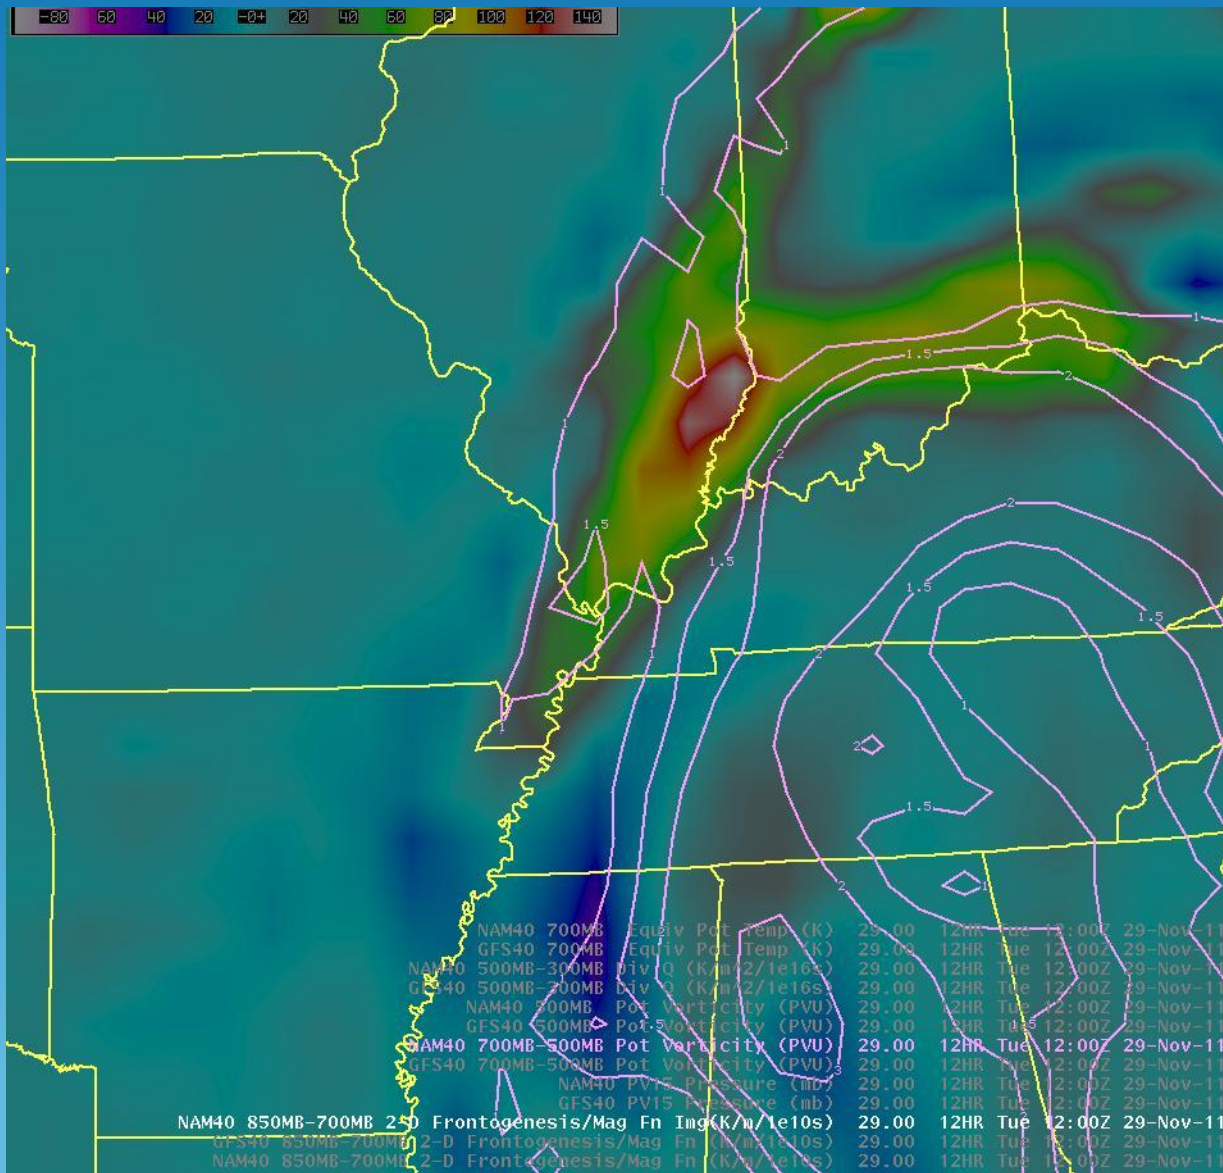 -80 60 40 20 -0+ 20 40 60 80 100 120 140
1
1
1
1.5
2
1
2
2
1.5
1.5
1.5
1.5
1
2
1
1
2
1.5
2
1
NAM40 700MB Equiv Pot Temp (K) 29.00 12HR Tue 12:00Z 29-Nov-11
GFS40 700MB Equiv Pot Temp (K) 29.00 12HR Tue 12:00Z 29-Nov-11
NAM40 500MB-300MB Div Q (K/m^2/1e16s) 29.00 12HR Tue 12:00Z 29-Nov-11
GFS40 500MB-300MB Div Q (K/m^2/1e16s) 29.00 12HR Tue 12:00Z 29-Nov-11
NAM40 500MB Pot Vorticity (PVU) 29.00 12HR Tue 12:00Z 29-Nov-11
GFS40 500MB Pot Vorticity (PVU) 29.00 12HR Tue 12:00Z 29-Nov-11
NAM40 700MB-500MB Pot Vorticity (PVU) 29.00 12HR Tue 12:00Z 29-Nov-11
GFS40 700MB-500MB Pot Vorticity (PVU) 29.00 12HR Tue 12:00Z 29-Nov-11
3
NAM40 PV15 Pressure (mb) 29.00 12HR Tue 12:00Z 29-Nov-11
GFS40 PV15 Pressure (mb) 29.00 12HR Tue 12:00Z 29-Nov-11
NAM40 850MB-700MB 2-D Frontogenesis/Mag Fn Img(K/m/1e10s) 29.00 12HR Tue 12:00Z 29-Nov-11
GFS40 850MB-700MB 2-D Frontogenesis/Mag Fn (K/m/1e10s) 29.00 12HR Tue 12:00Z 29-Nov-11
NAM40 850MB-700MB 2-D Frontogenesis/Mag Fn (K/m/1e10s) 29.00 12HR Tue 12:00Z 29-Nov-11